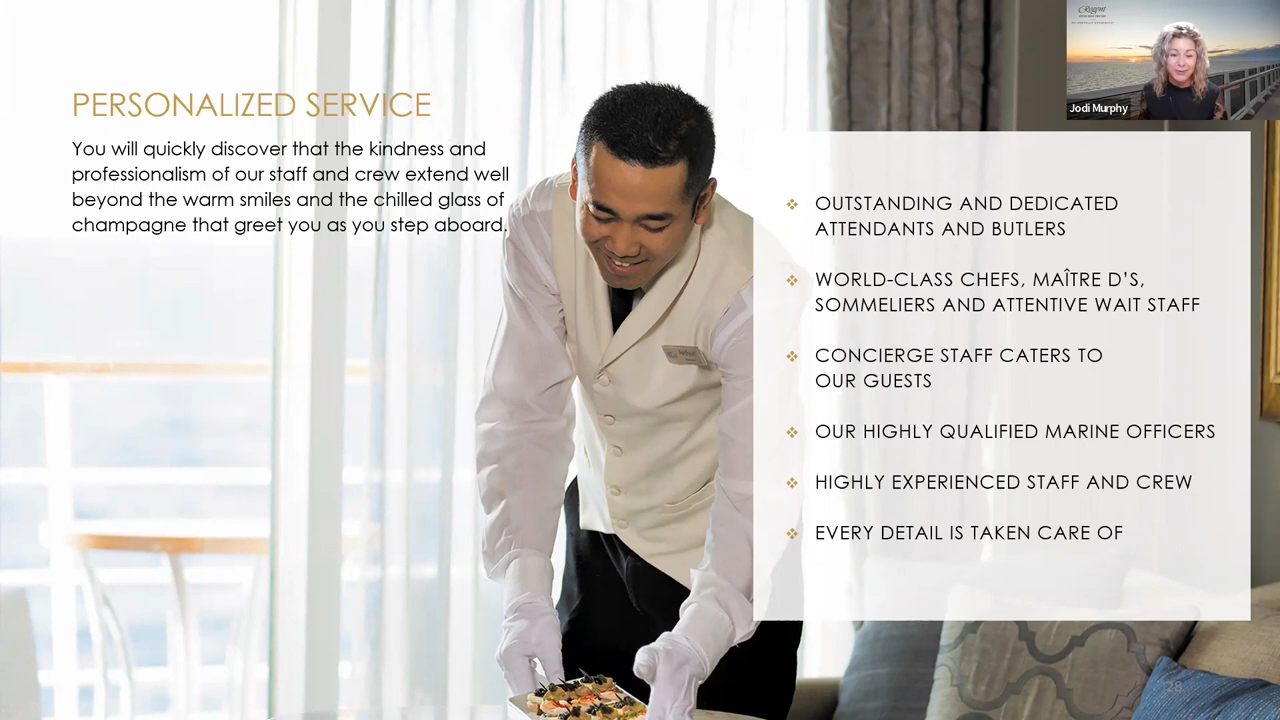 PERSONALIZED SERVICE
You will quickly discover that the kindness and
professionalism of our staff and crew extend well
beyond the warm smiles and the chilled glass of
champagne that greet you as you step aboard.
OUTSTANDING AND DEDICATED
ATTENDANTS AND BUTLERS
WORLD-CLASS CHEFS, MAÎTRE D’S,
SOMMELIERS AND ATTENTIVE WAIT STAFF
CONCIERGE STAFF CATERS TO
OUR GUESTS
OUR HIGHLY QUALIFIED MARINE OFFICERS
HIGHLY EXPERIENCED STAFF AND CREW
EVERY DETAIL IS TAKEN CARE OF
28
Regent
Jodi Murphy